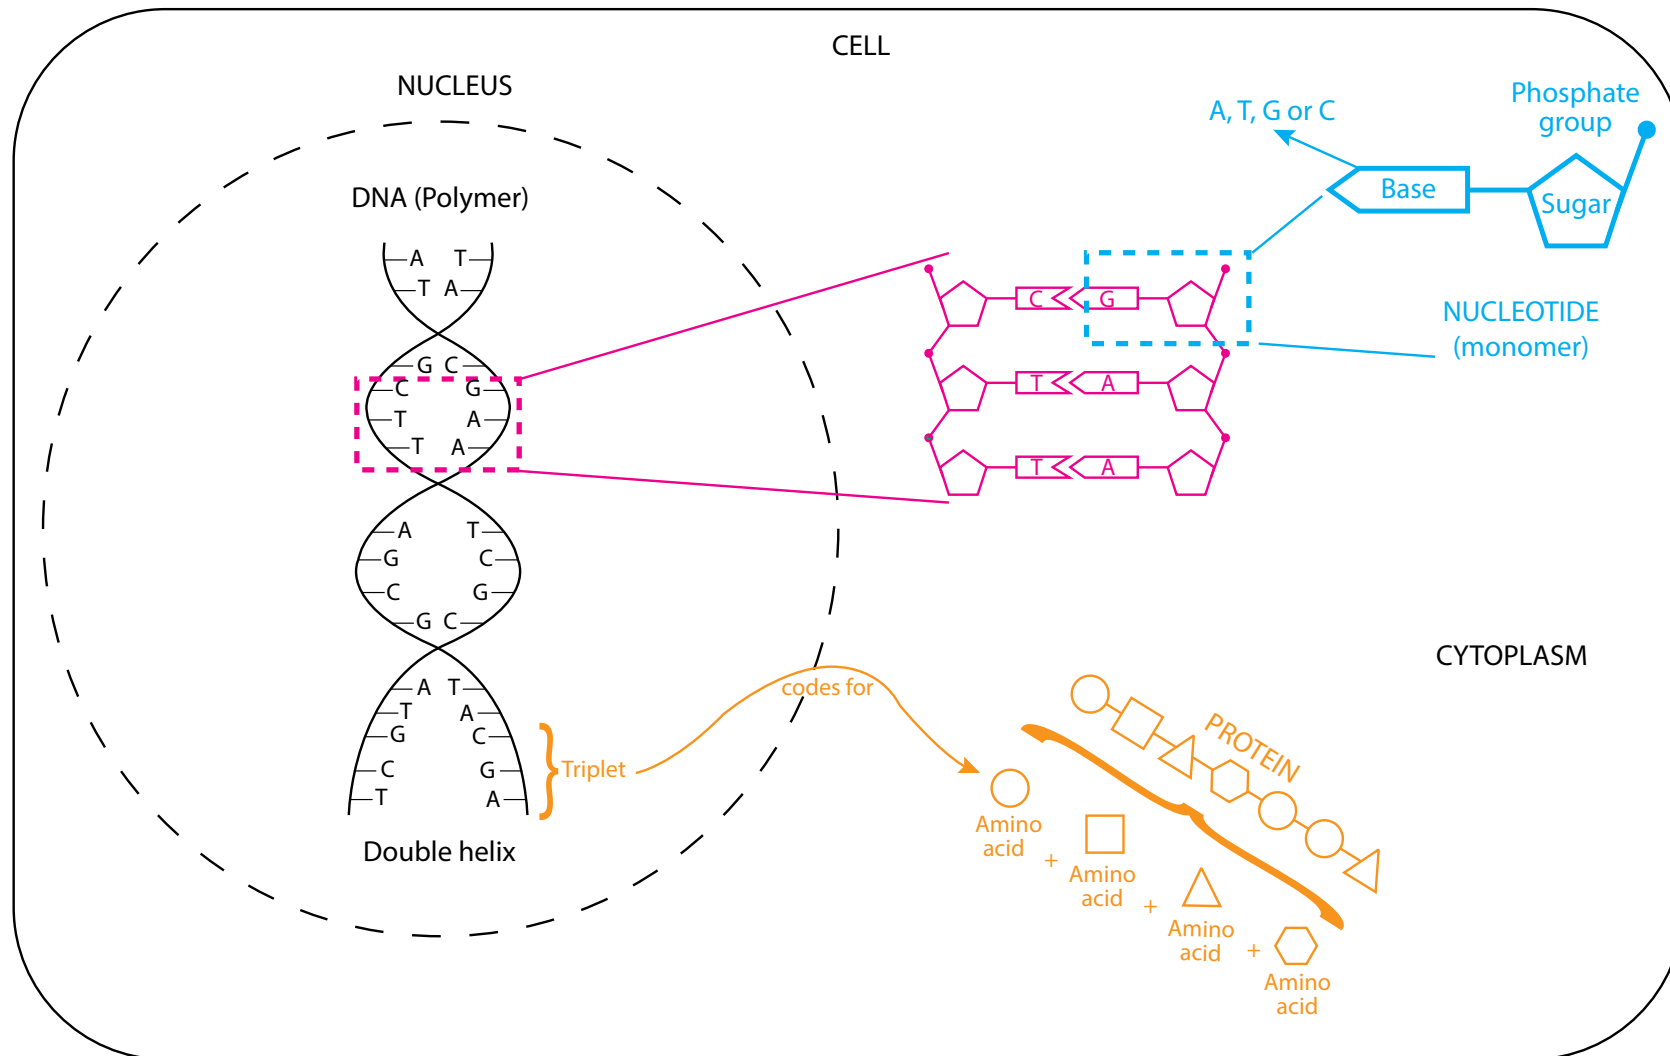 CELL
NUCLEUS
DNA (Polymer)
A T
T A
G C
C G
T A
T A
A T
G C
C G
G C
A T
T A
G C
C G
T A
Double helix
Triplet
codes for
A, T, G or C
Phosphate
group
Base
Sugar
C G
T A
T A
NUCLEOTIDE
(monomer)
CYTOPLASM
PROTEIN
Amino
acid
+
Amino
acid
+
Amino
acid
+
Amino
acid